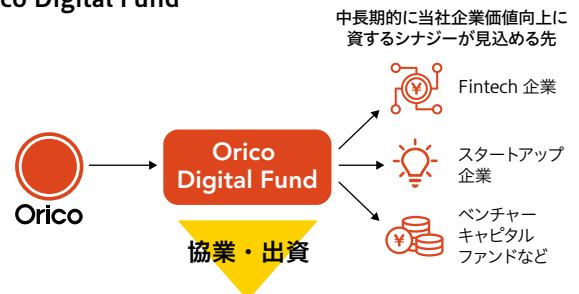 Orico Digital Fund
中長期的に当社企業価値向上に
資するシナジーが見込める先
Fintech 企業
Orico
Orico
Digital Fund
スタートアップ
企業
ベンチャー
キャピタル
ファンドなど
協業・出資